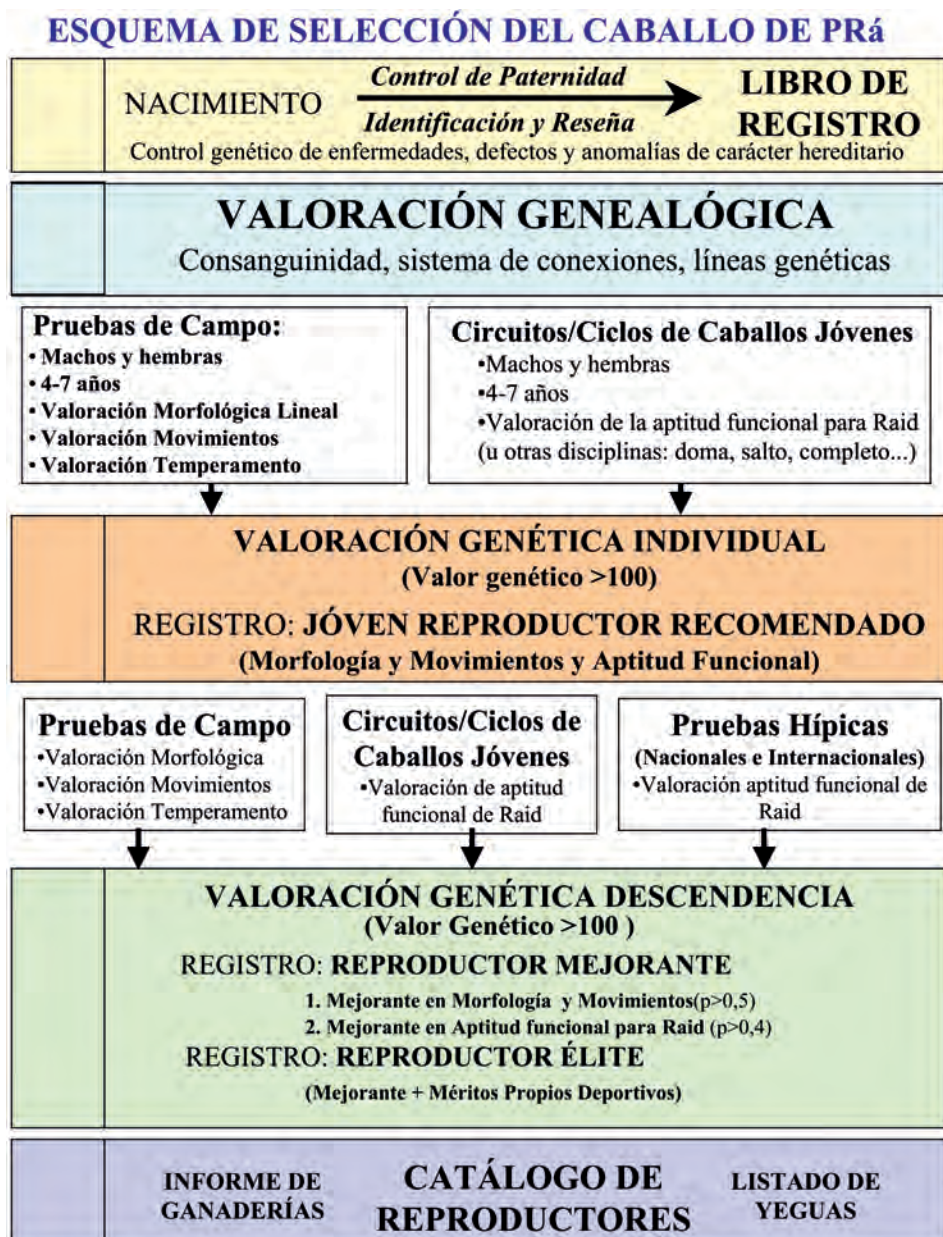 ESQUEMA DE SELECCIÓN DEL CABALLO DE PRá
NACIMIENTO
Control de Paternidad
Identificación y Reseña
LIBRO DE
REGISTRO
Control genético de enfermedades, defectos y anomalías de carácter hereditario
VALORACIÓN GENEALÓGICA
Consanguinidad, sistema de conexiones, líneas genéticas
Pruebas de Campo:
• Machos y hembras
• 4-7 años
• Valoración Morfológica Lineal
• Valoración Movimientos
• Valoración Temperamento
Circuitos/Ciclos de Caballos Jóvenes
•Machos y hembras
•4-7 años
•Valoración de la aptitud funcional para Raid
(u otras disciplinas: doma, salto, completo...)
VALORACIÓN GENÉTICA INDIVIDUAL
(Valor genético >100)
REGISTRO: JÓVEN REPRODUCTOR RECOMENDADO
(Morfología y Movimientos y Aptitud Funcional)
Pruebas de Campo
•Valoración Morfológica
•Valoración Movimientos
•Valoración Temperamento
Circuitos/Ciclos de
Caballos Jóvenes
•Valoración de aptitud
funcional de Raid
Pruebas Hípicas
(Nacionales e Internacionales)
•Valoración aptitud funcional de
Raid
VALORACIÓN GENÉTICA DESCENDENCIA
(Valor Genético >100 )
REGISTRO: REPRODUCTOR MEJORANTE
1. Mejorante en Morfología y Movimientos(p>0,5)
2. Mejorante en Aptitud funcional para Raid (p>0,4)
REGISTRO: REPRODUCTOR ÉLITE
(Mejorante + Méritos Propios Deportivos)
INFORME DE
GANADERÍAS
CATÁLOGO DE
REPRODUCTORES
LISTADO DE
YEGUAS